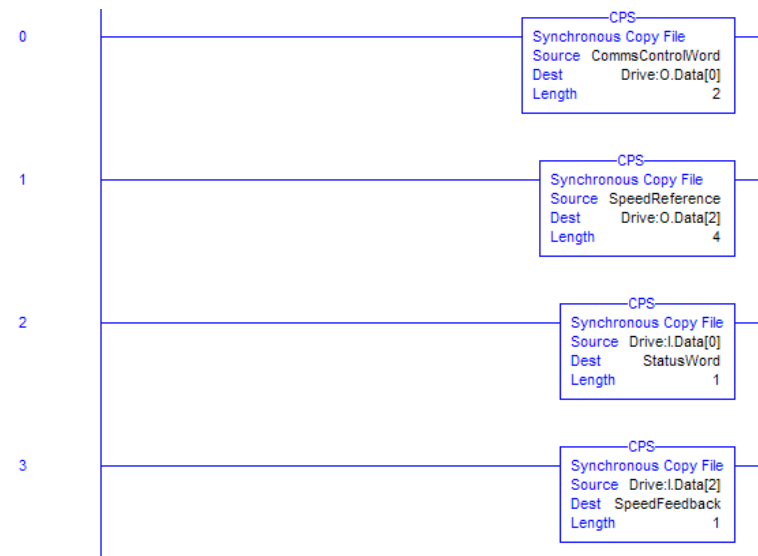 0
CPS
Synchronous Copy File
Source CommsControlWord
Dest Drive:O.Data[0]
Length 2
1
CPS
Synchronous Copy File
Source SpeedReference
Dest Drive:O.Data[2]
Length 4
2
CPS
Synchronous Copy File
Source Drive:I.Data[0]
Dest StatusWord
Length 1
3
CPS
Synchronous Copy File
Source Drive:I.Data[2]
Dest SpeedFeedback
Length 1